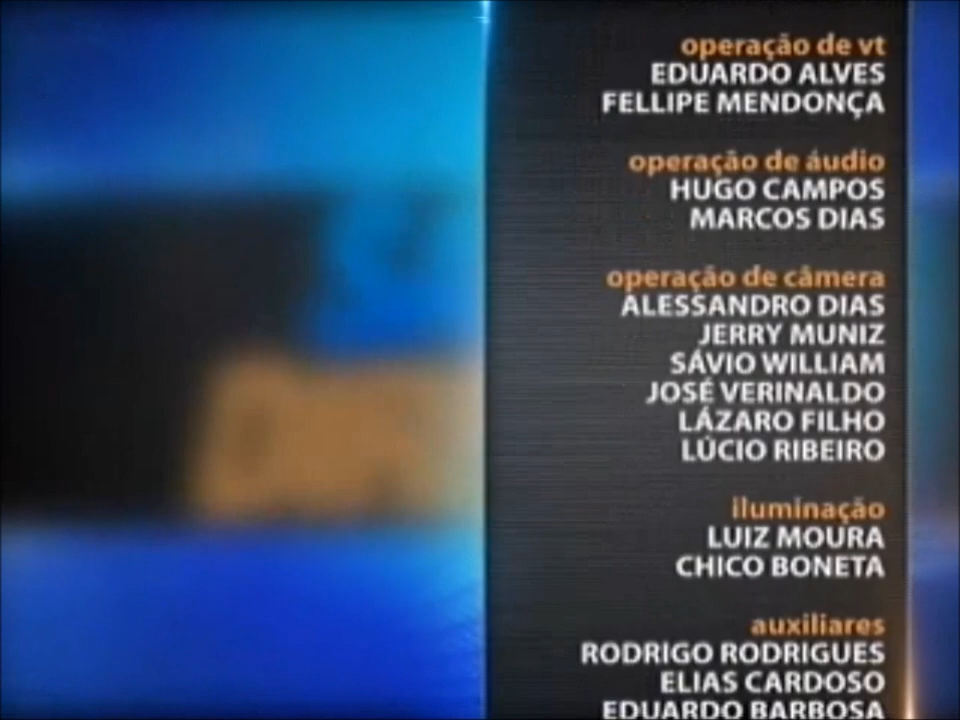 operação de vt
EDUARDO ALVES
FELLIPE MENDONÇA
operação de áudio
HUGO CAMPOS
MARCOS DIAS
operação de câmera
ALESSANDRO DIAS
JERRY MUNIZ
SÁVIO WILLIAM
JOSÉ VERINALDO
LÁZARO FILHO
LÚCIO RIBEIRO
iluminação
LUIZ MOURA
CHICO BONETA
auxiliares
RODRIGO RODRIGUES
ELIAS CARDOSO
EDUARDO BARBOSA